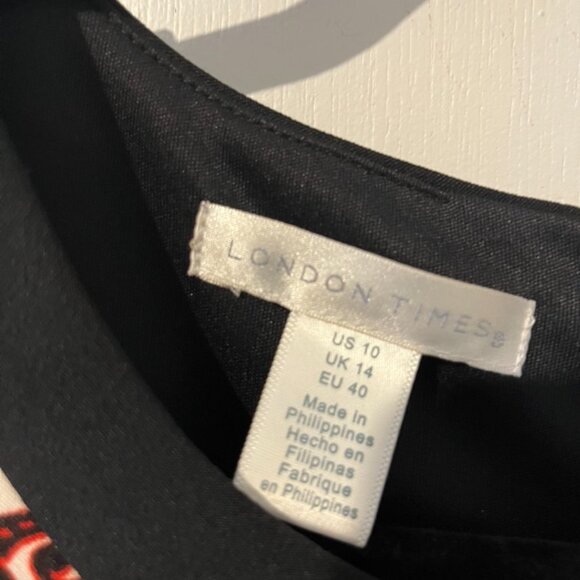 LONDON TIMES®
US 10
UK 14
EU 40
Made in
Philippines
Hecho en
Filipinas
Fabrique
en Philippines